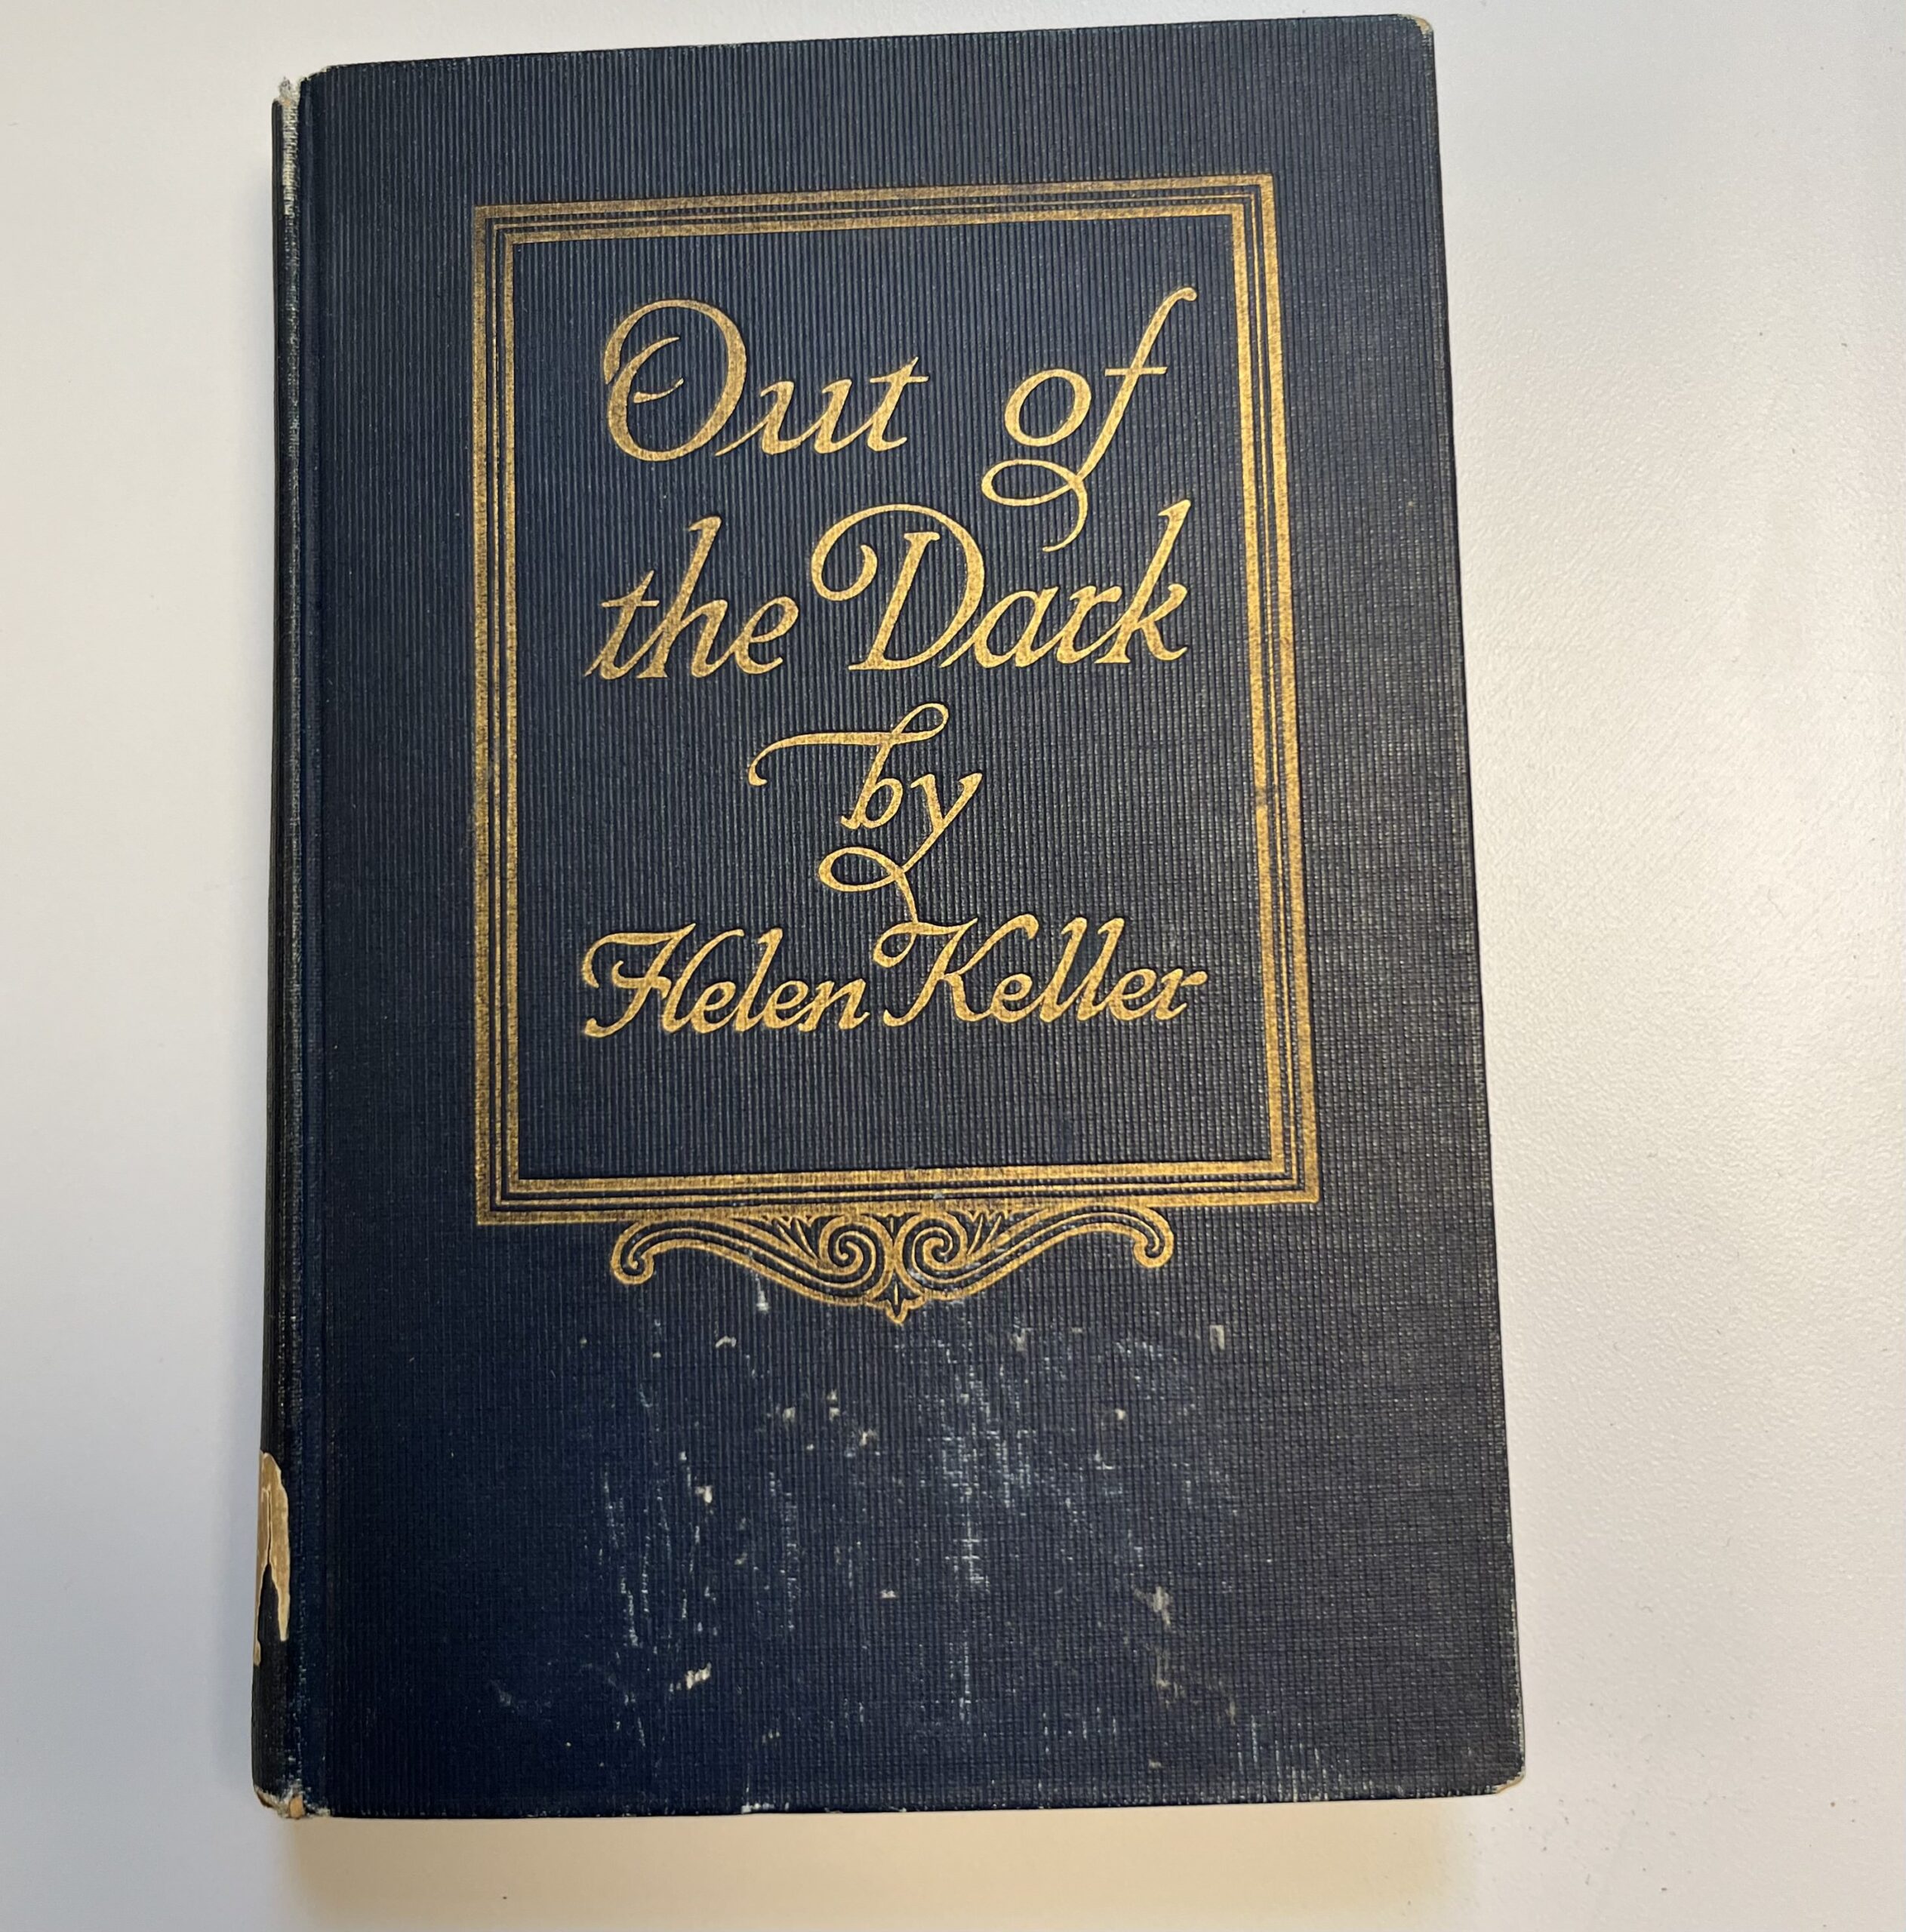 Out of
the Dark
by
Helen Keller